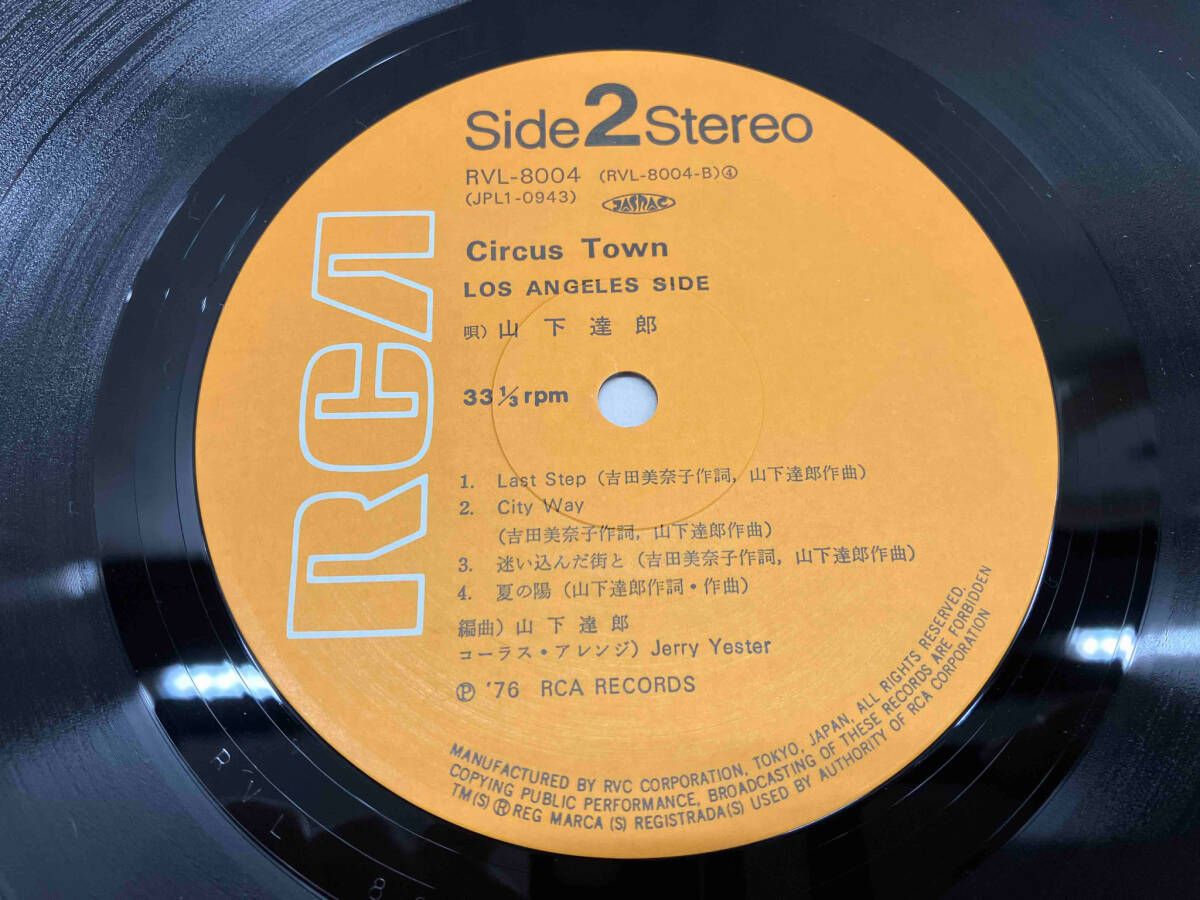 RCA
Side 2 Stereo
RVL-8004 (RVL-8004-B)④
(JPL1-0943) JASRAC
Circus Town
LOS ANGELES SIDE
唄) 山下達郎
33 1/3 rpm
1. Last Step (吉田美奈子作詞, 山下達郎作曲)
2. City Way
(吉田美奈子作詞, 山下達郎作曲)
3. 迷い込んだ街と (吉田美奈子作詞, 山下達郎作曲)
4. 夏の陽 (山下達郎作詞・作曲)
編曲) 山下達郎
コーラス・アレンジ) Jerry Yester
Ⓟ '76 RCA RECORDS
MANUFACTURED BY RVC CORPORATION, TOKYO, JAPAN, ALL RIGHTS RESERVED,
COPYING PUBLIC PERFORMANCE, BROADCASTING OF THESE RECORDS ARE FORBIDDEN
TM(S) ® REG MARCA (S) REGISTRADA(S) USED BY AUTHORITY OF RCA CORPORATION
R V L 8